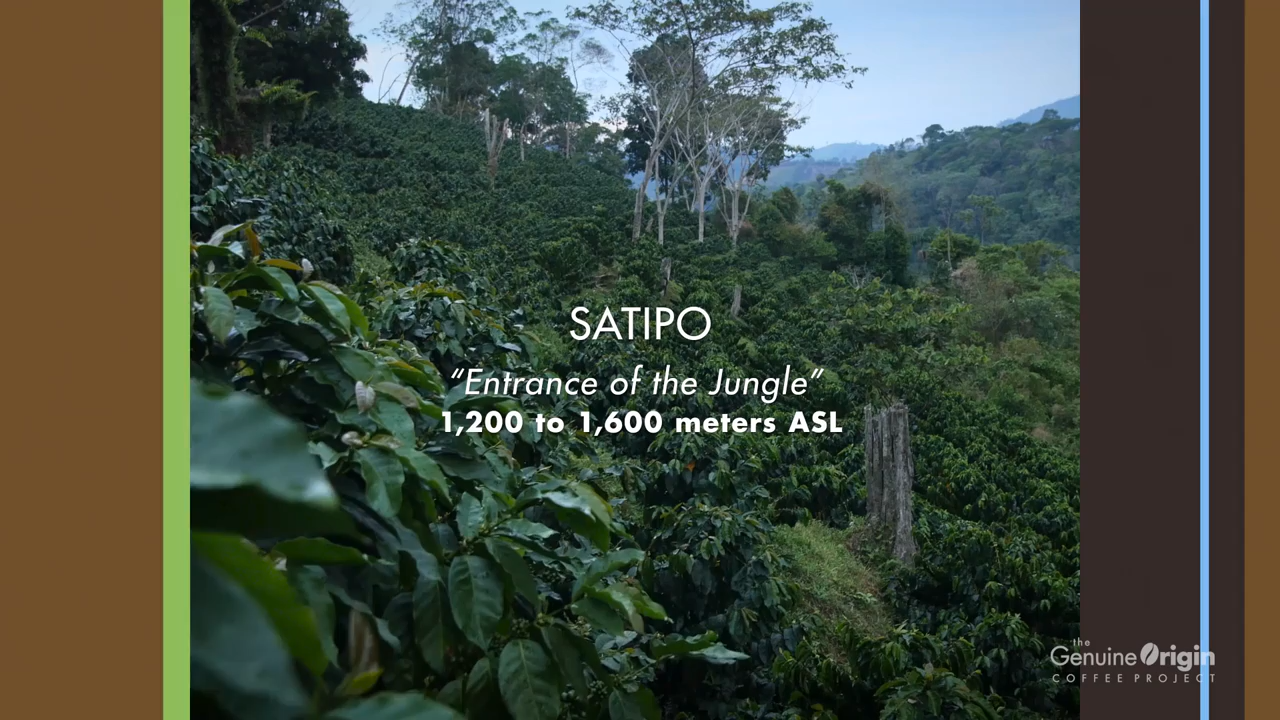 SATIPO
“Entrance of the Jungle”
1,200 to 1,600 meters ASL
the
Genuine Origin
COFFEE PROJECT